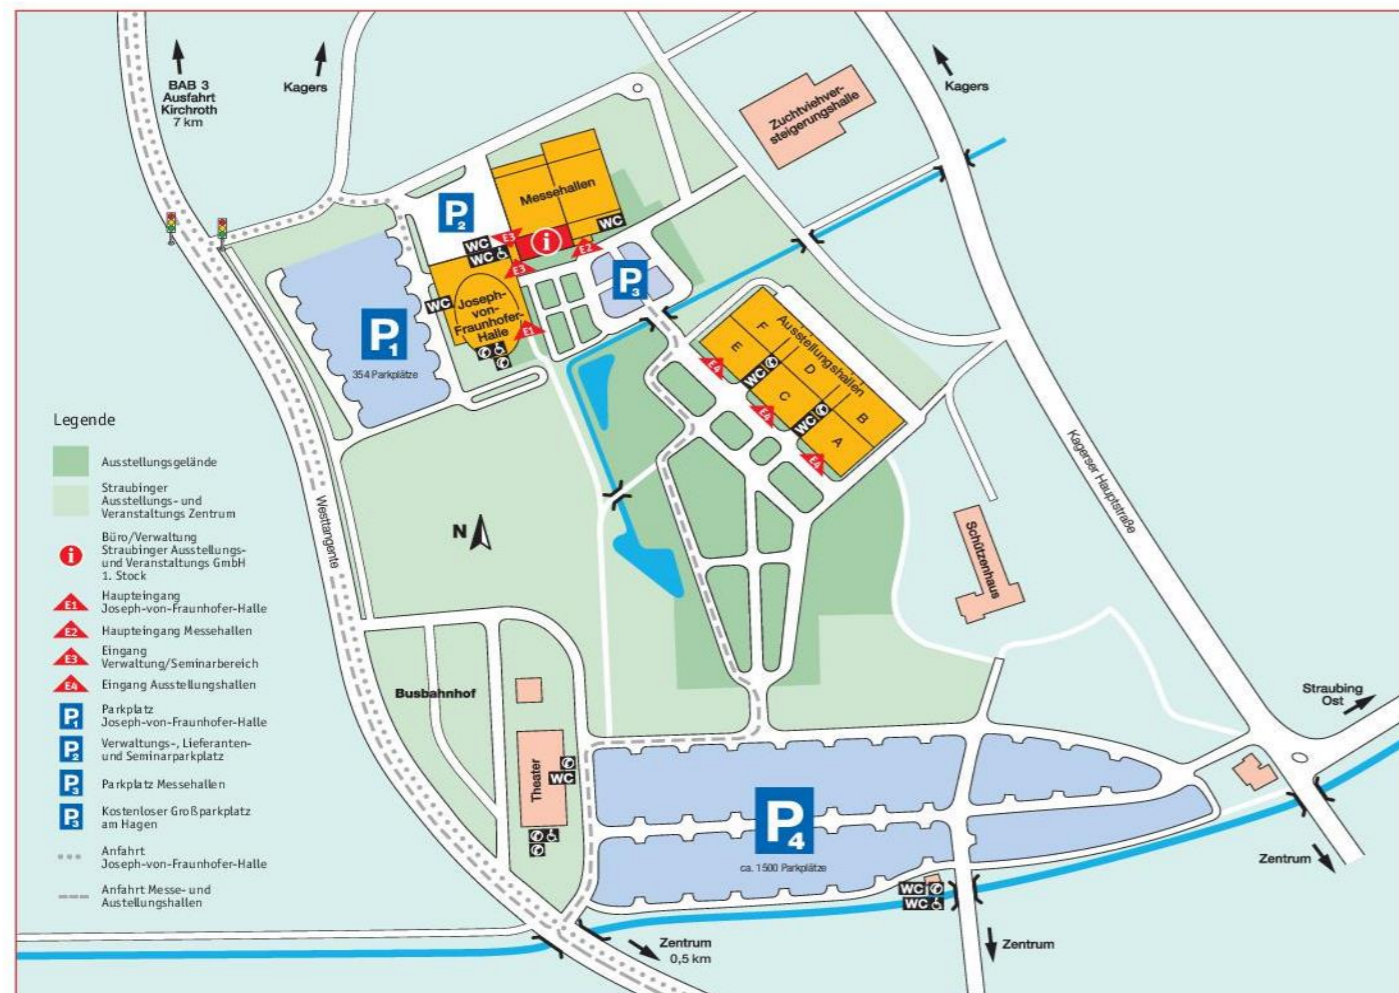 BAB 3
Ausfahrt
Kirchroth
7 km
Kagers
Kagers
Zuchtviehver-
steigerungshalle
Messehallen
P2
WC
E3
i
E2
WC
WC
E3
P3
WC
Joseph-
von-
Fraunhofer-
Halle
E1
P1
354 Parkplätze
Ausstellungshallen
F
E
D
C
B
A
E4
WC
E4
WC
E4
Kagerser Hauptstraße
Westtangente
N
Schützenhaus
Legende
Ausstellungsgelände
Straubinger
Ausstellungs- und
Veranstaltungs Zentrum
i
Büro/Verwaltung
Straubinger Ausstellungs-
und Veranstaltungs GmbH
1. Stock
E1
Haupteingang
Joseph-von-Fraunhofer-Halle
E2
Haupteingang Messehallen
E3
Eingang
Verwaltung/Seminarbereich
E4
Eingang Ausstellungshallen
P1
Parkplatz
Joseph-von-Fraunhofer-Halle
P2
Verwaltungs-, Lieferanten-
und Seminarparkplatz
P3
Parkplatz Messehallen
P3
Kostenloser Großparkplatz
am Hagen
Anfahrt
Joseph-von-Fraunhofer-Halle
Anfahrt Messe- und
Austellungshallen
Busbahnhof
Theater
WC
P4
ca. 1500 Parkplätze
Straubing
Ost
Zentrum
WC
WC
Zentrum
Zentrum
0,5 km